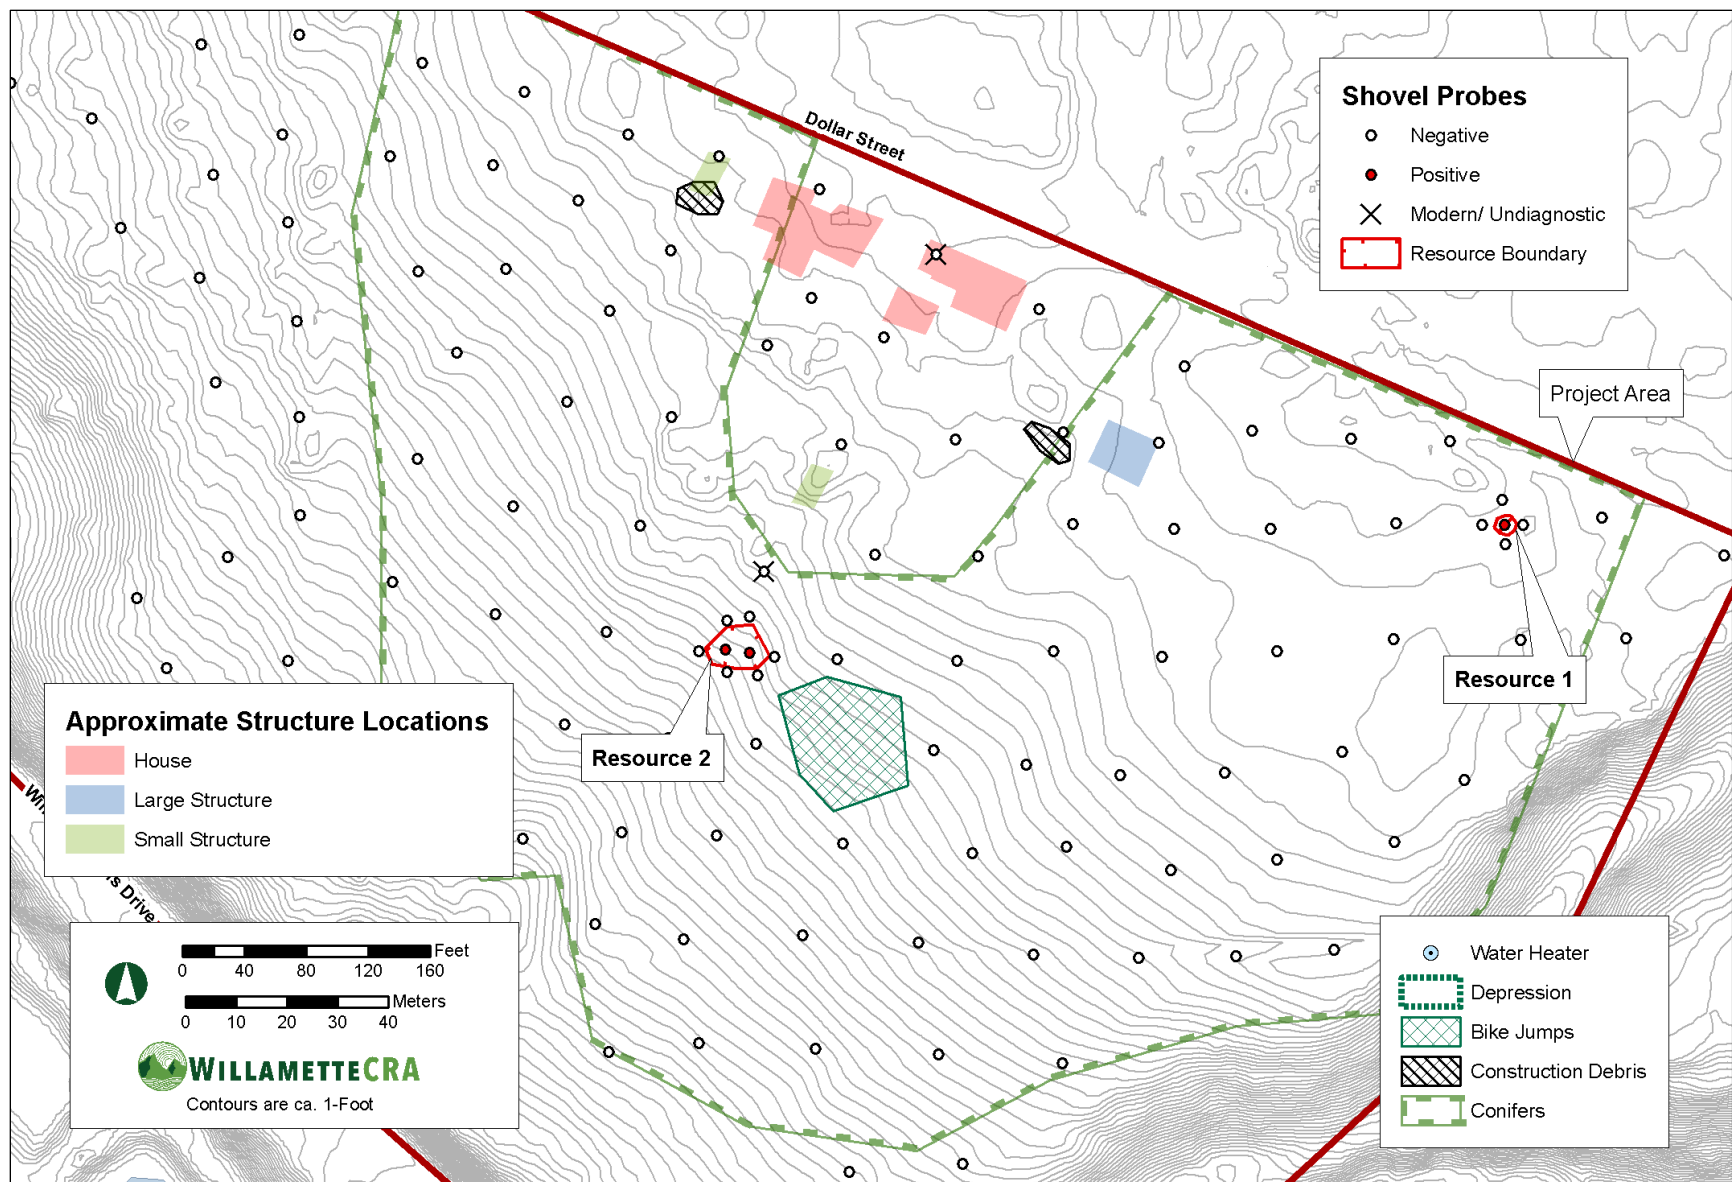 Dollar Street
Shovel Probes
Negative
Positive
Modern/ Undiagnostic
Resource Boundary
Project Area
Resource 1
Resource 2
Approximate Structure Locations
House
Large Structure
Small Structure
Drive
Feet
0 40 80 120 160
Meters
0 10 20 30 40
WILLAMETTECRA
Contours are ca. 1-Foot
Water Heater
Depression
Bike Jumps
Construction Debris
Conifers